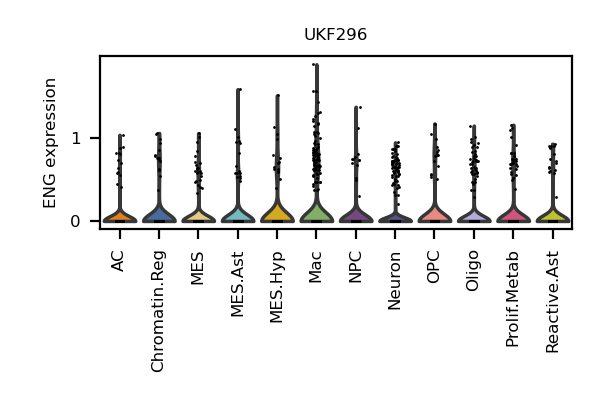 UKF296
ENG expression
1
0
AC
Chromatin.Reg
MES
MES.Ast
MES.Hyp
Mac
NPC
Neuron
OPC
Oligo
Prolif.Metab
Reactive.Ast